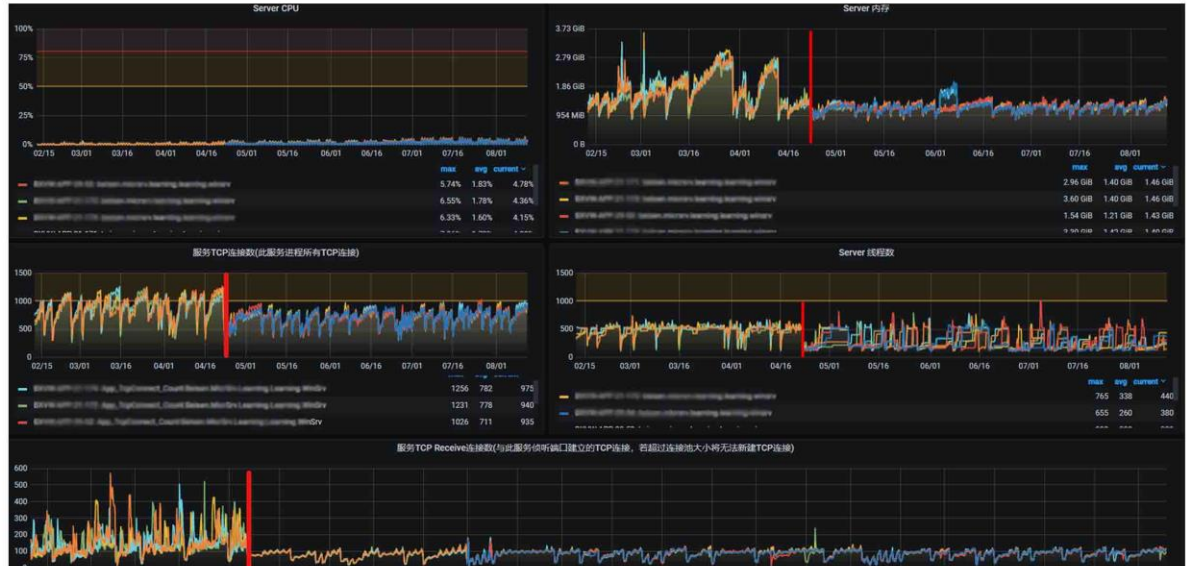 Server CPU
100%
75%
50%
25%
0%
02/15 03/01 03/16 04/01 04/16 05/01 05/16 06/01 06/16 07/01 07/16 08/01
max avg current
5.74% 1.83% 4.78%
6.55% 1.78% 4.36%
6.33% 1.60% 4.15%
Server 内存
3.73 GiB
2.79 GiB
1.86 GiB
954 MiB
0 B
02/15 03/01 03/16 04/01 04/16 05/01 05/16 06/01 06/16 07/01 07/16 08/01
max avg current
2.96 GiB 1.40 GiB 1.46 GiB
3.60 GiB 1.40 GiB 1.46 GiB
1.54 GiB 1.21 GiB 1.43 GiB
服务TCP连接数(此服务进程所有TCP连接)
1500
1000
500
0
02/15 03/01 03/16 04/01 04/16 05/01 05/16 06/01 06/16 07/01 07/16 08/01
1256 782 975
1231 778 940
1026 711 935
Server 线程数
1500
1000
500
0
02/15 03/01 03/16 04/01 04/16 05/01 05/16 06/01 06/16 07/01 07/16 08/01
max avg current
765 338 440
655 260 380
服务TCP Receive连接数(与此服务侦听端口建立的TCP连接，若超过连接池大小将无法新建TCP连接)
600
500
400
300
200
100